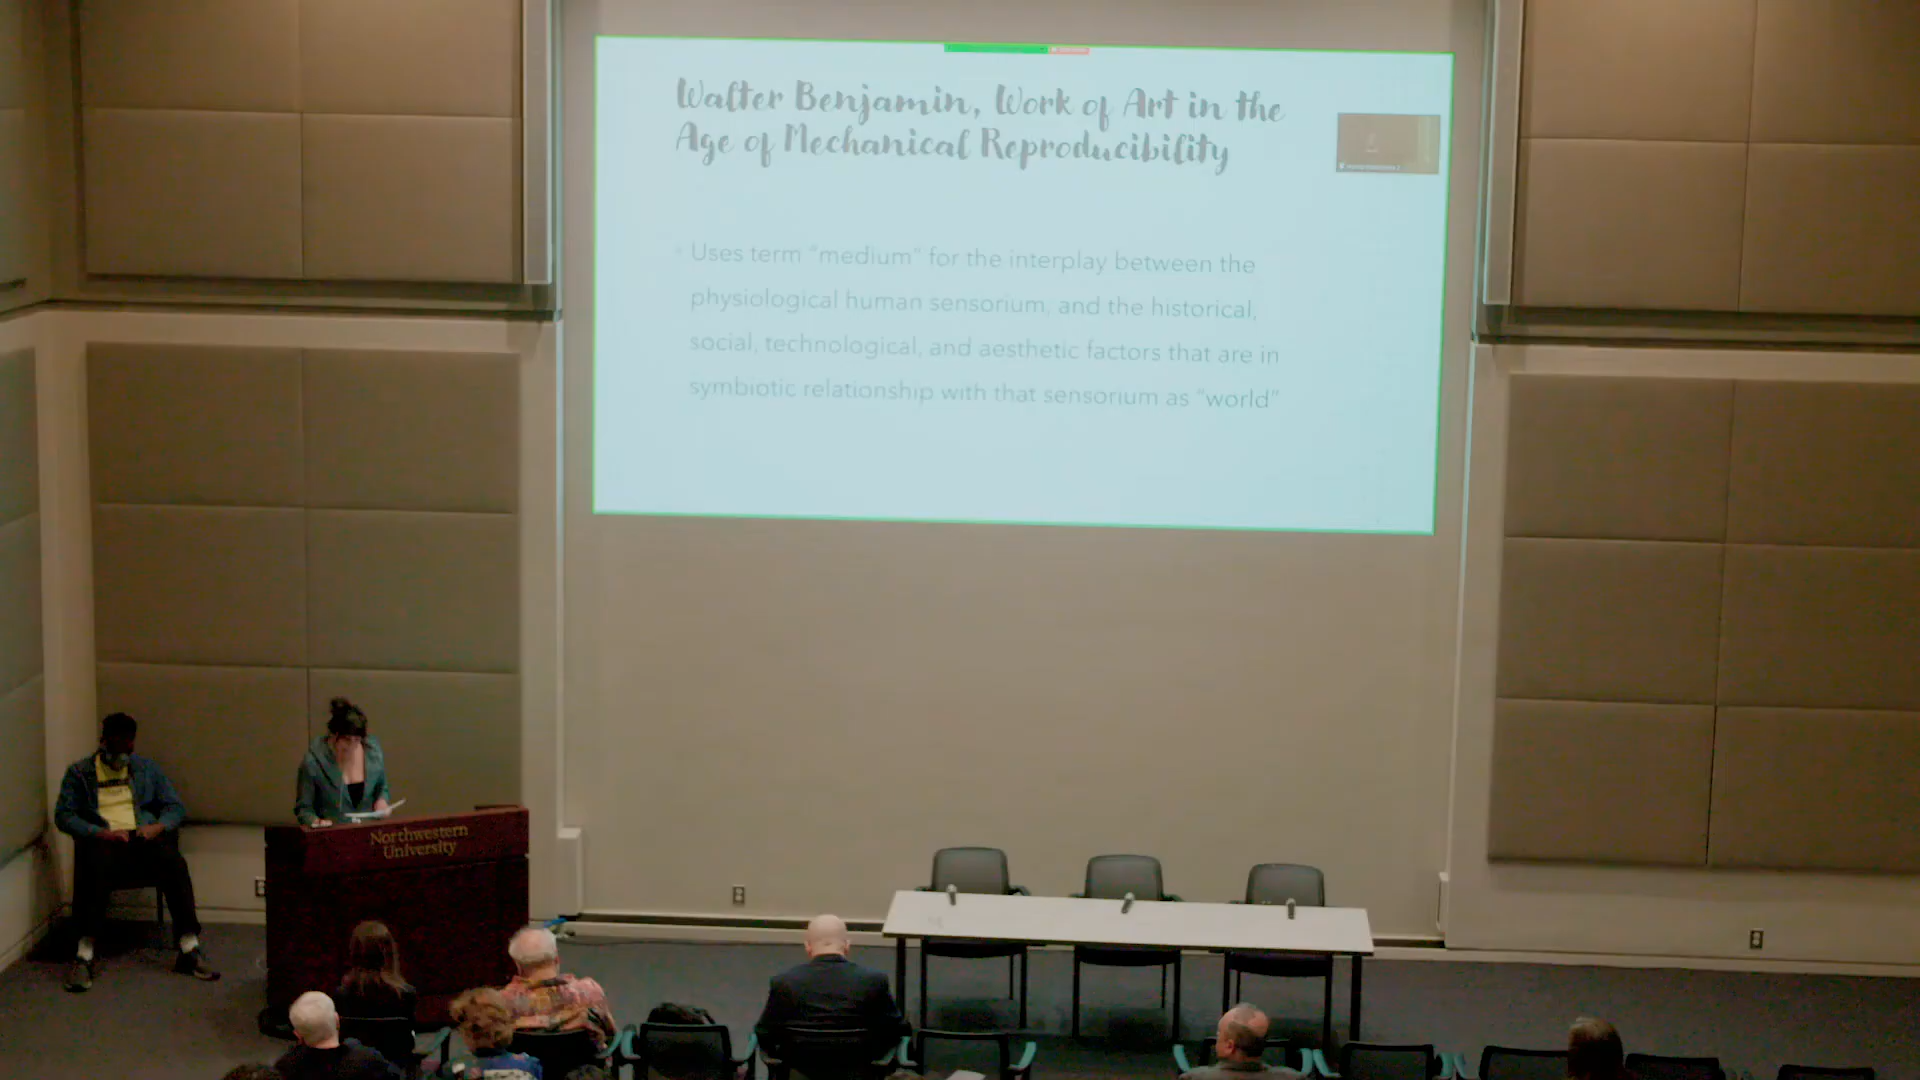 Walter Benjamin, Work of Art in the
Age of Mechanical Reproducibility
Uses term "medium" for the interplay between the
physiological human sensorium, and the historical,
social, technological, and aesthetic factors that are in
symbiotic relationship with that sensorium as "world"
Northwestern
University